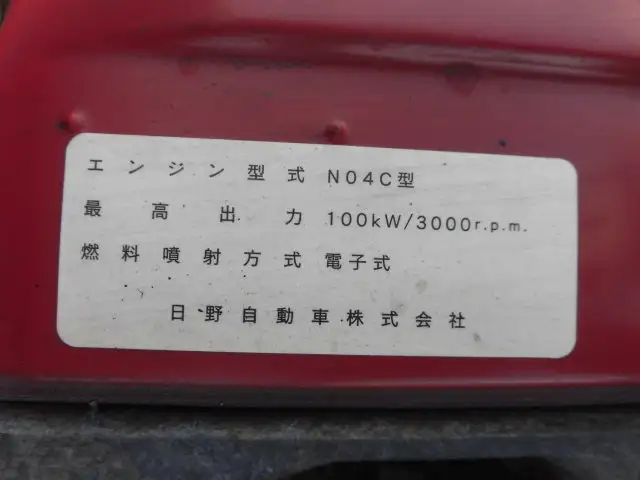 エンジン型式 N04C型
最高出力 100kW/3000r.p.m.
燃料噴射方式 電子式
日野自動車株式会社